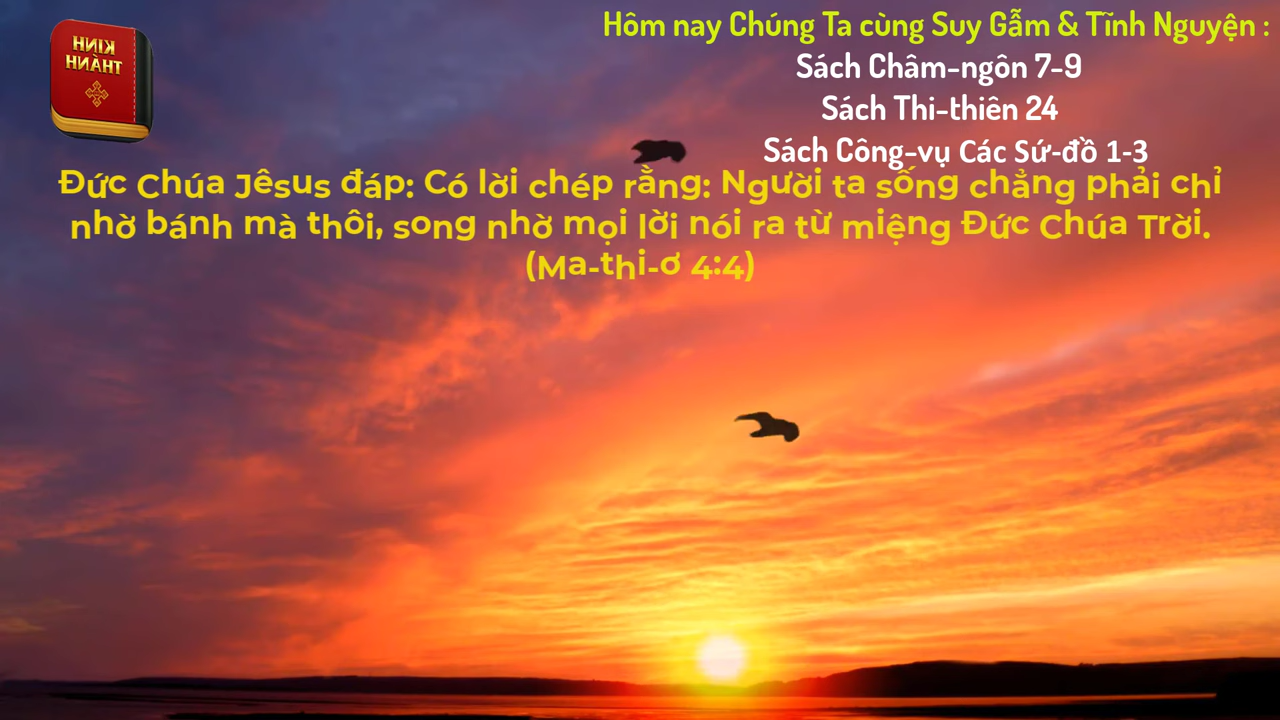 KINH
THÁNH
Hôm nay Chúng Ta cùng Suy Gẫm & Tĩnh Nguyện :
Sách Châm-ngôn 7-9
Sách Thi-thiên 24
Sách Công-vụ Các Sứ-đồ 1-3
Đức Chúa Jêsus đáp: Có lời chép rằng: Người ta sống chẳng phải chỉ
nhờ bánh mà thôi, song nhờ mọi lời nói ra từ miệng Đức Chúa Trời.
(Ma-thi-ơ 4:4)